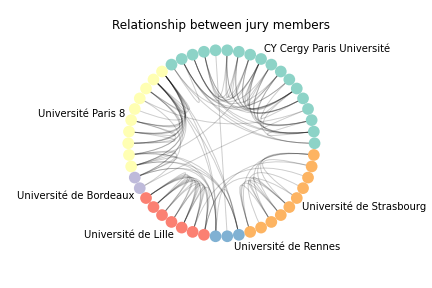 Relationship between jury members
CY Cergy Paris Université
Université Paris 8
Université de Bordeaux
Université de Strasbourg
Université de Lille
Université de Rennes